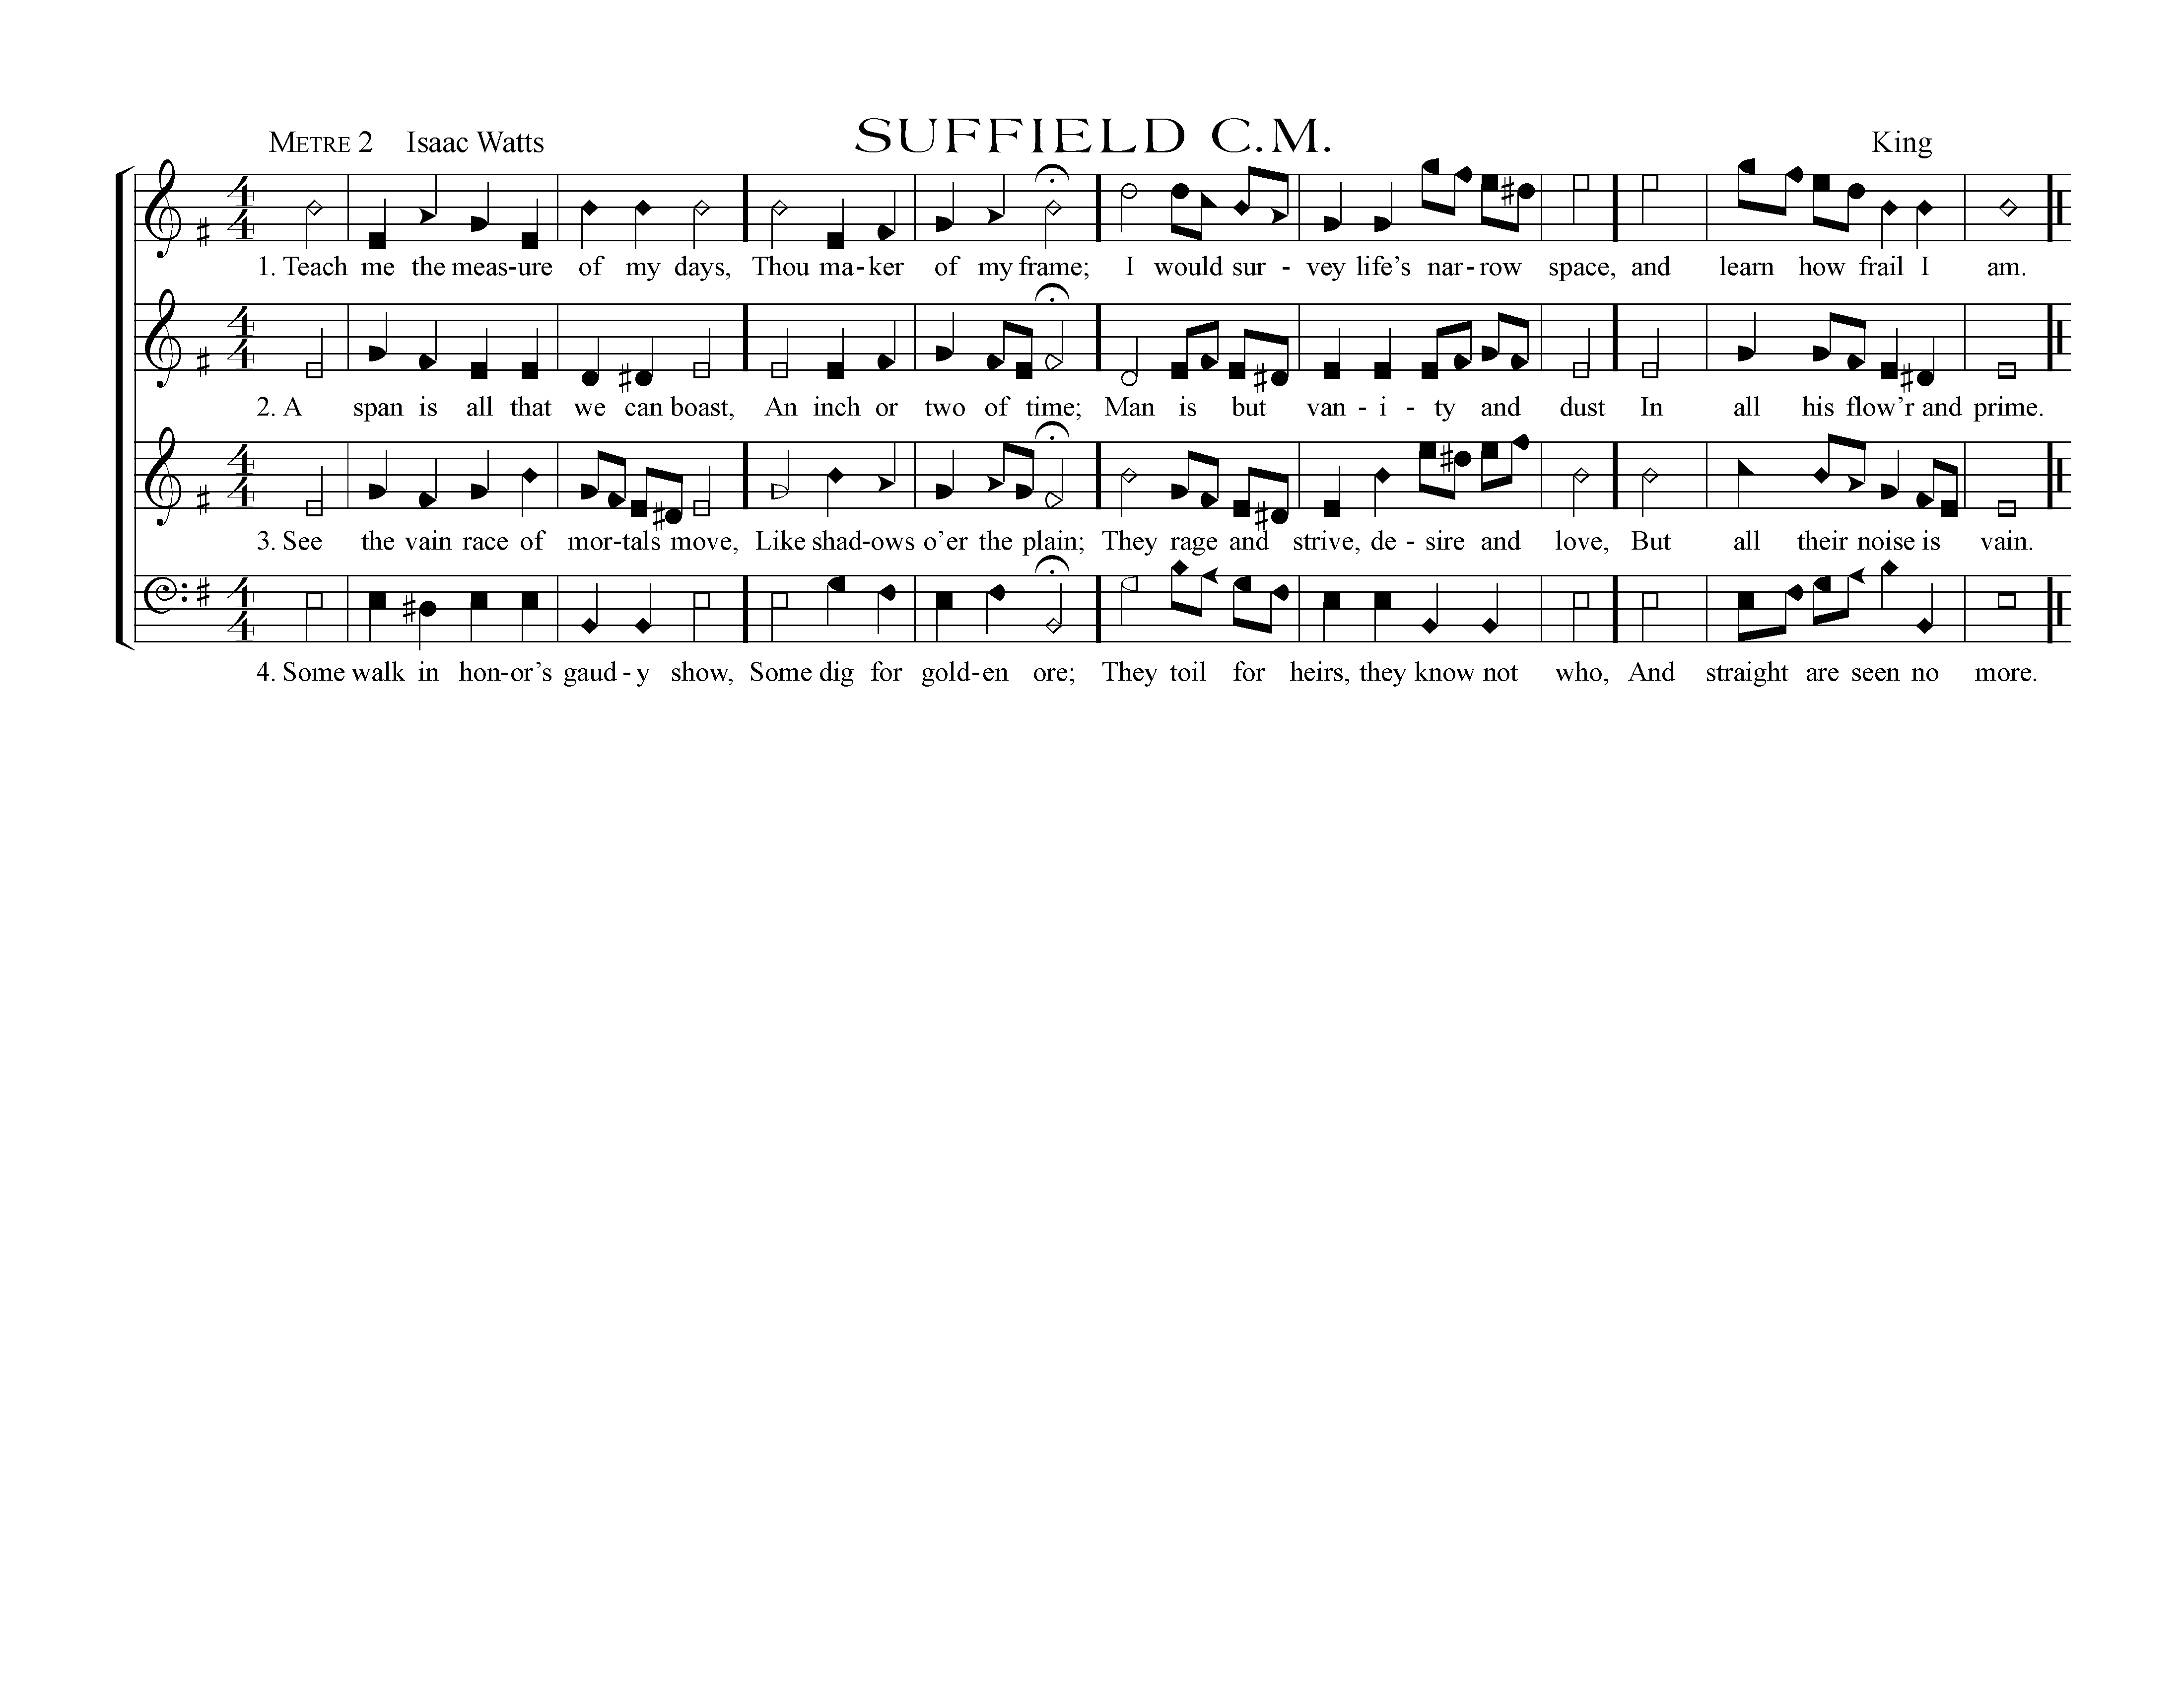 SUFFIELD C.M.
METRE 2 Isaac Watts King
1. Teach me the meas-ure of my days, Thou ma-ker of my frame; I would sur - vey life's nar-row space, and learn how frail I am.
2. A span is all that we can boast, An inch or two of time; Man is but van - i - ty and dust In all his flow'r and prime.
3. See the vain race of mor-tals move, Like shad-ows o'er the plain; They rage and strive, de - sire and love, But all their noise is vain.
4. Some walk in hon-or's gaud - y show, Some dig for gold-en ore; They toil for heirs, they know not who, And straight are seen no more.